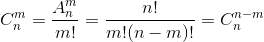 $C_n^m = \frac{A_n^m}{m!} = \frac{n!}{m!(n-m)!} = C_n^{n-m}$